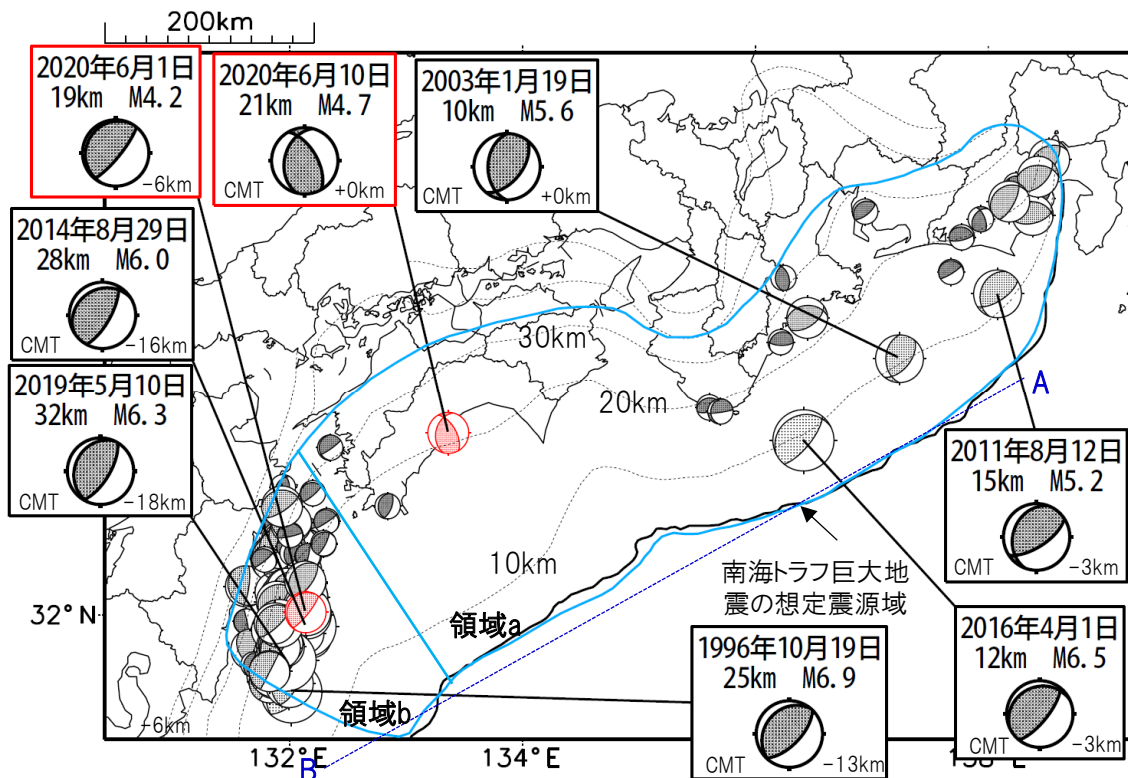 200km
2020年6月1日
19km M4.2
-6km
2020年6月10日
21km M4.7
CMT
+0km
2003年1月19日
10km M5.6
CMT
+0km
2014年8月29日
28km M6.0
CMT
-16km
2019年5月10日
32km M6.3
CMT
-18km
30km
20km
10km
A
2011年8月12日
15km M5.2
CMT
-3km
南海トラフ巨大地
震の想定震源域
32°N
領域a
領域b
1996年10月19日
25km M6.9
CMT
-13km
2016年4月1日
12km M6.5
CMT
-3km
-6km
B
132°E
134°E